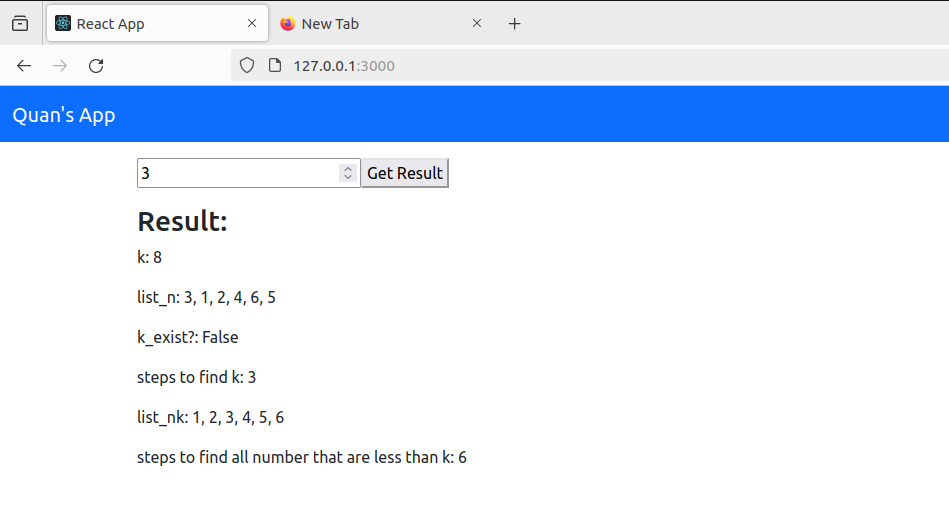 React App
New Tab
127.0.0.1:3000
Quan's App
3
Get Result
Result:
k: 8
list_n: 3, 1, 2, 4, 6, 5
k_exist?: False
steps to find k: 3
list_nk: 1, 2, 3, 4, 5, 6
steps to find all number that are less than k: 6